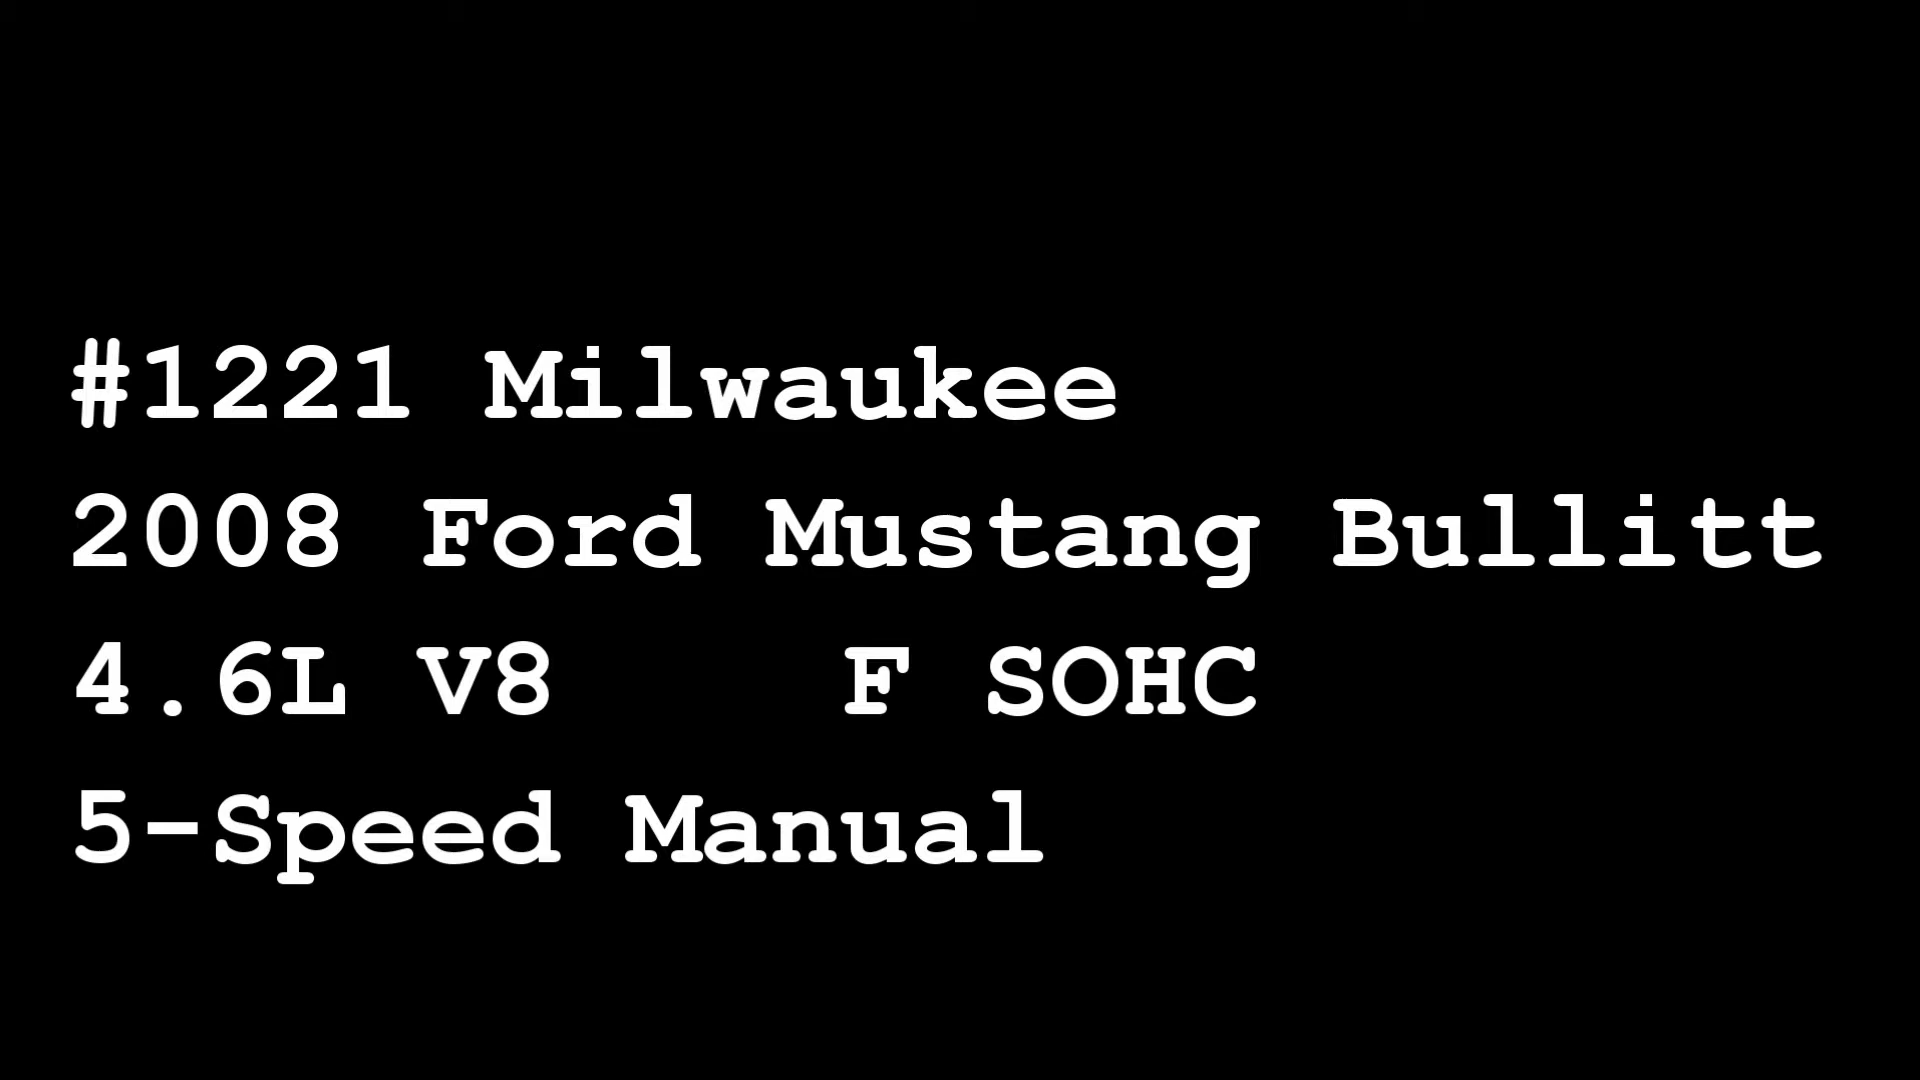 #1221 Milwaukee
2008 Ford Mustang Bullitt
4.6L V8    F SOHC
5-Speed Manual